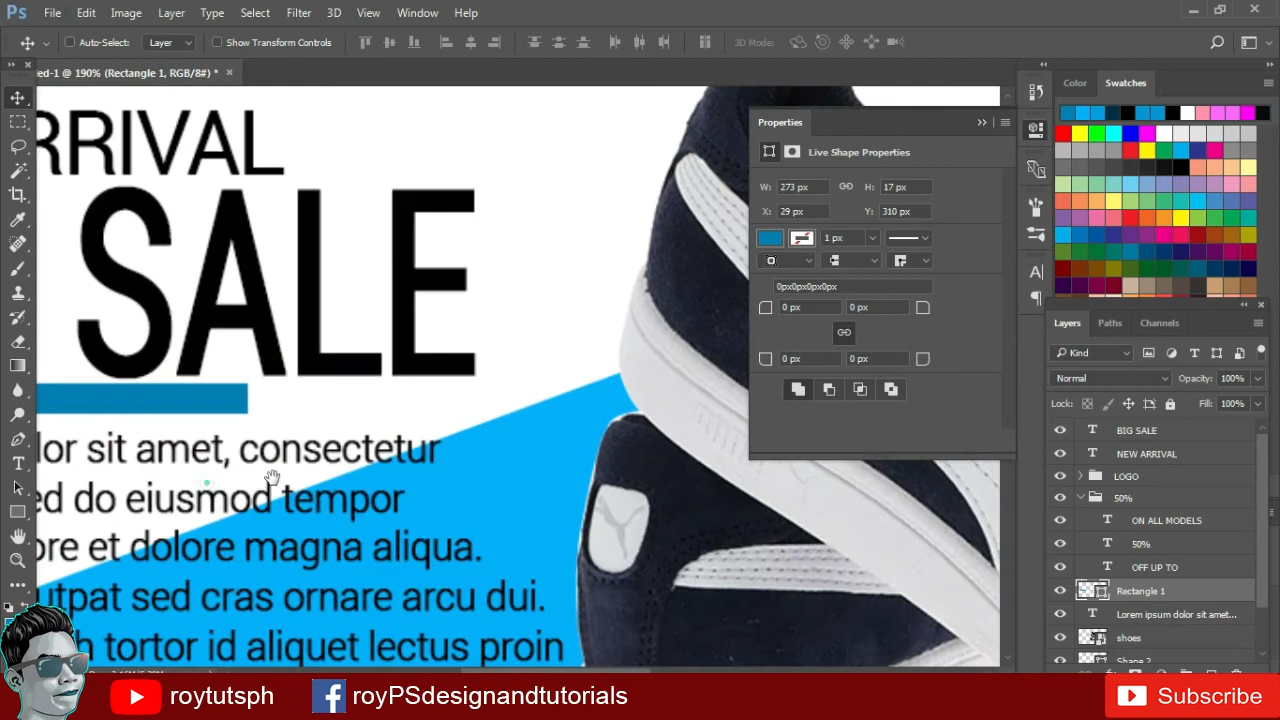 Ps File Edit Image Layer Type Select Filter 3D View Window Help
Auto-Select: Layer Show Transform Controls 3D Mode:
ed-1 @ 190% (Rectangle 1, RGB/8#) *
Color Swatches
RRIVAL
SALE
lor sit amet, consectetur
ed do eiusmod tempor
ore et dolore magna aliqua.
utpat sed cras ornare arcu dui.
h tortor id aliquet lectus proin
Properties
Live Shape Properties
W: 273 px H: 17 px
X: 29 px Y: 310 px
1 px
0px0px0px0px
0 px 0 px
0 px 0 px
Layers Paths Channels
Kind
Normal Opacity: 100%
Lock: Fill: 100%
BIG SALE
NEW ARRIVAL
LOGO
50%
ON ALL MODELS
50%
OFF UP TO
Rectangle 1
Lorem ipsum dolor sit amet...
shoes
Shape 2
roytutsph royPSdesignandtutorials Subscribe